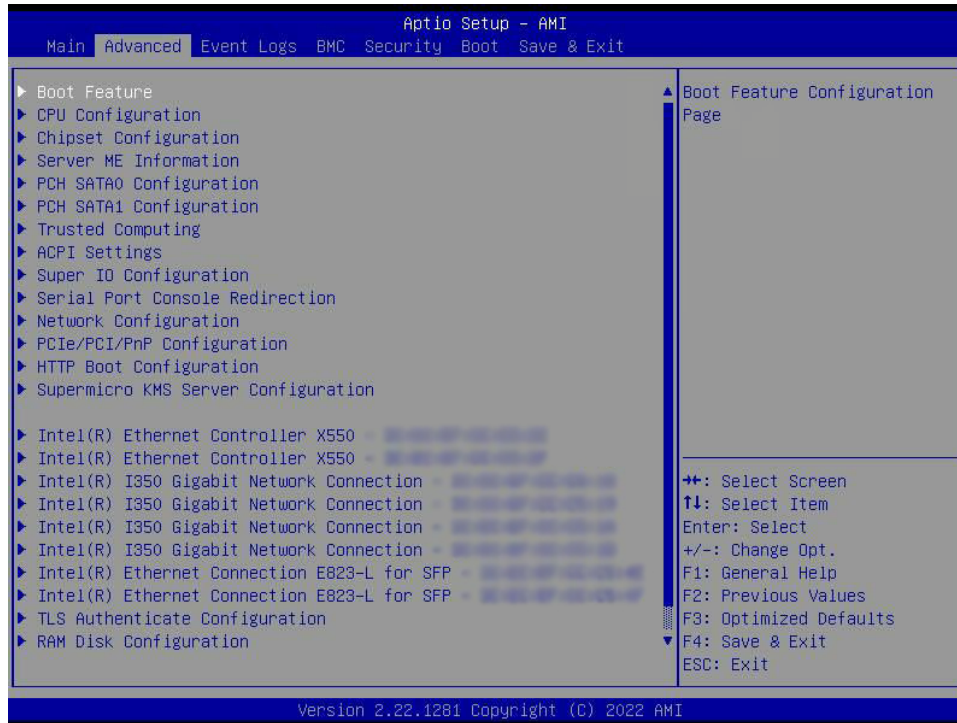 Aptio Setup – AMI
Main Advanced Event Logs BMC Security Boot Save & Exit
▶ Boot Feature
▶ CPU Configuration
▶ Chipset Configuration
▶ Server ME Information
▶ PCH SATA0 Configuration
▶ PCH SATA1 Configuration
▶ Trusted Computing
▶ ACPI Settings
▶ Super IO Configuration
▶ Serial Port Console Redirection
▶ Network Configuration
▶ PCIe/PCI/PnP Configuration
▶ HTTP Boot Configuration
▶ Supermicro KMS Server Configuration
▶ Intel(R) Ethernet Controller X550 -
▶ Intel(R) Ethernet Controller X550 -
▶ Intel(R) I350 Gigabit Network Connection -
▶ Intel(R) I350 Gigabit Network Connection -
▶ Intel(R) I350 Gigabit Network Connection -
▶ Intel(R) I350 Gigabit Network Connection -
▶ Intel(R) Ethernet Connection E823-L for SFP -
▶ Intel(R) Ethernet Connection E823-L for SFP -
▶ TLS Authenticate Configuration
▶ RAM Disk Configuration
Boot Feature Configuration
Page
→←: Select Screen
↑↓: Select Item
Enter: Select
+/-: Change Opt.
F1: General Help
F2: Previous Values
F3: Optimized Defaults
F4: Save & Exit
ESC: Exit
Version 2.22.1281 Copyright (C) 2022 AMI